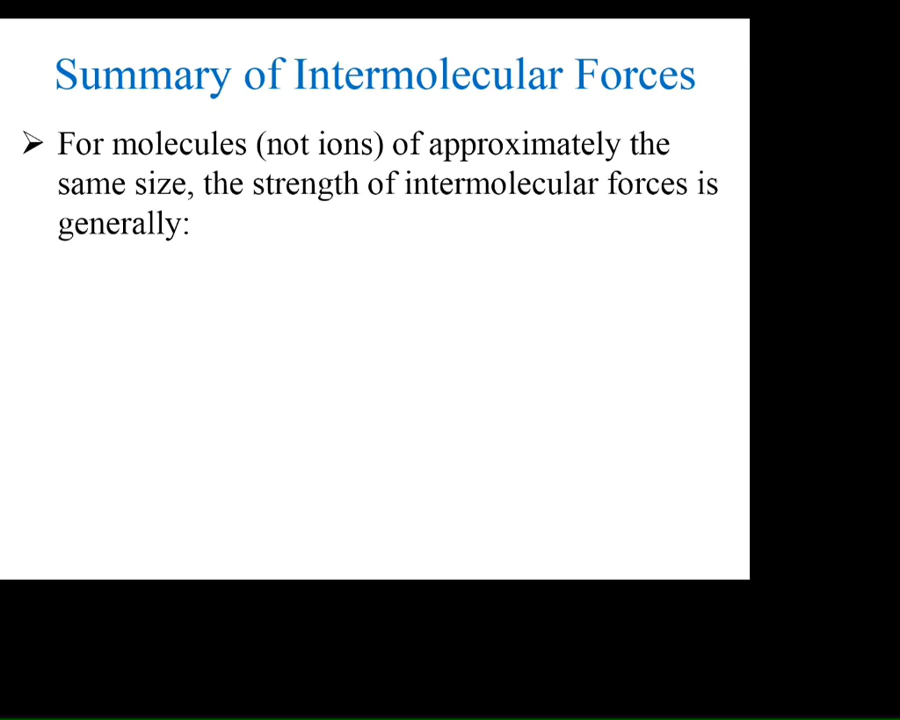 Summary of Intermolecular Forces
➢ For molecules (not ions) of approximately the
same size, the strength of intermolecular forces is
generally: